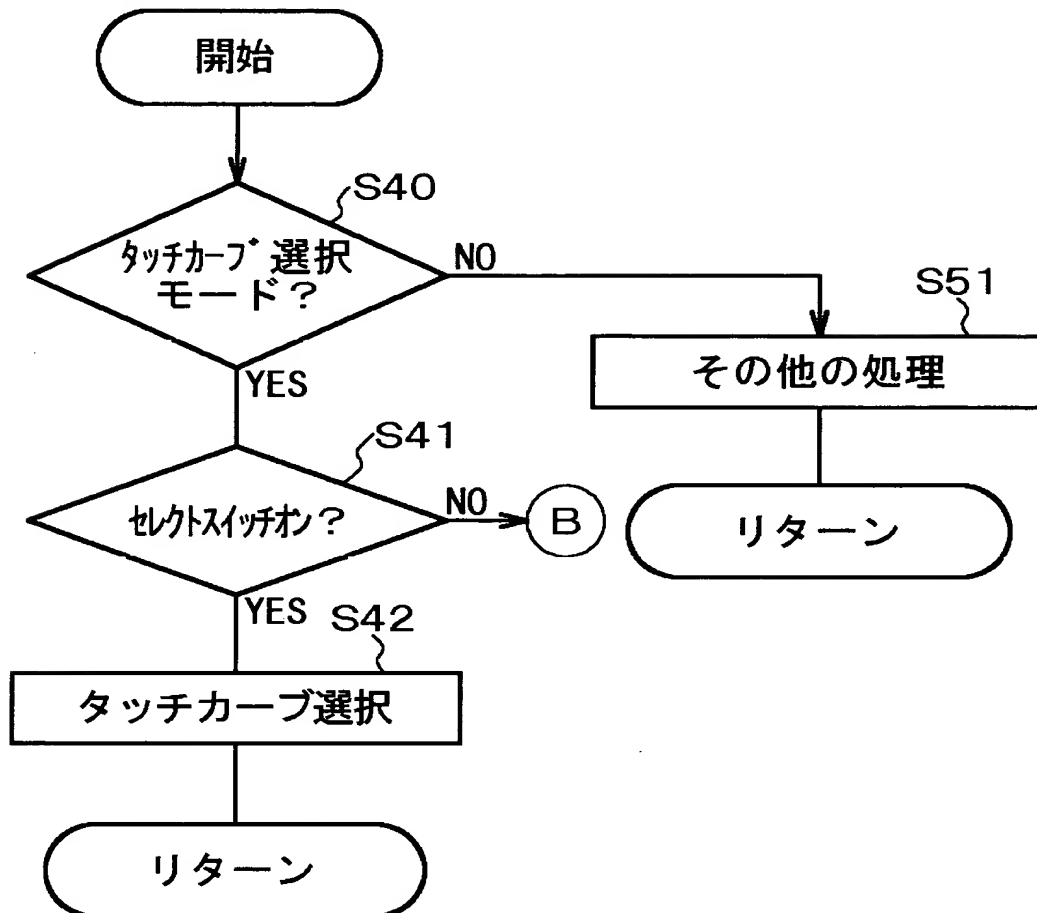 開始
S40
タッチカーブ選択
モード？
NO
YES
S51
その他の処理
リターン
S41
セレクトスイッチオン？
NO
B
YES
S42
タッチカーブ選択
リターン